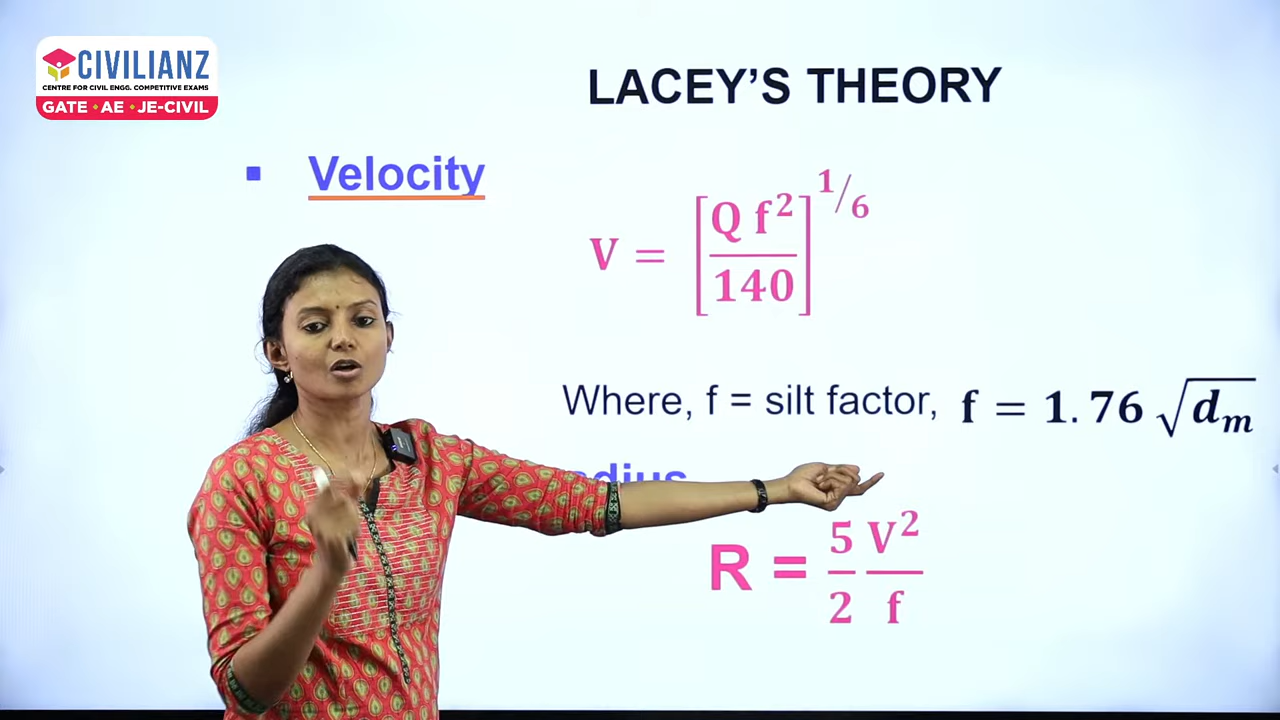 CIVILIANZ
CENTRE FOR CIVIL ENGG. COMPETITIVE EXAMS
GATE • AE • JE-CIVIL
LACEY'S THEORY
▪ Velocity
V = [Q f² / 140]^1/6
Where, f = silt factor, f = 1.76 √d_m
R = 5/2 V²/f